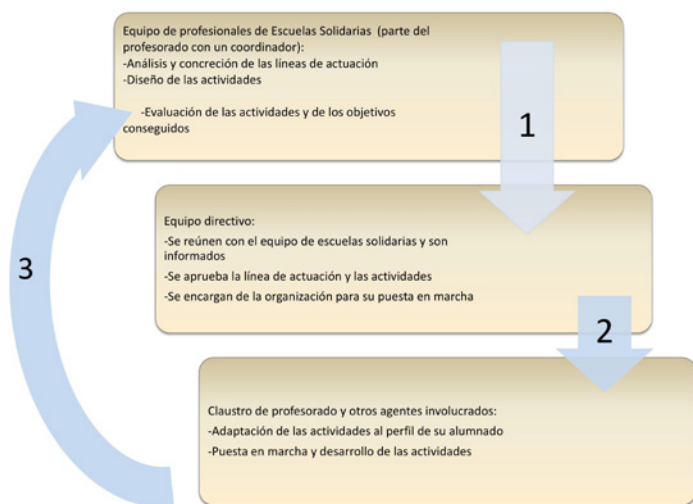 Equipo de profesionales de Escuelas Solidarias (parte del
profesorado con un coordinador):
-Análisis y concreción de las líneas de actuación
-Diseño de las actividades
-Evaluación de las actividades y de los objetivos
conseguidos
1
Equipo directivo:
-Se reúnen con el equipo de escuelas solidarias y son
informados
-Se aprueba la línea de actuación y las actividades
-Se encargan de la organización para su puesta en marcha
2
3
Claustro de profesorado y otros agentes involucrados:
-Adaptación de las actividades al perfil de su alumnado
-Puesta en marcha y desarrollo de las actividades